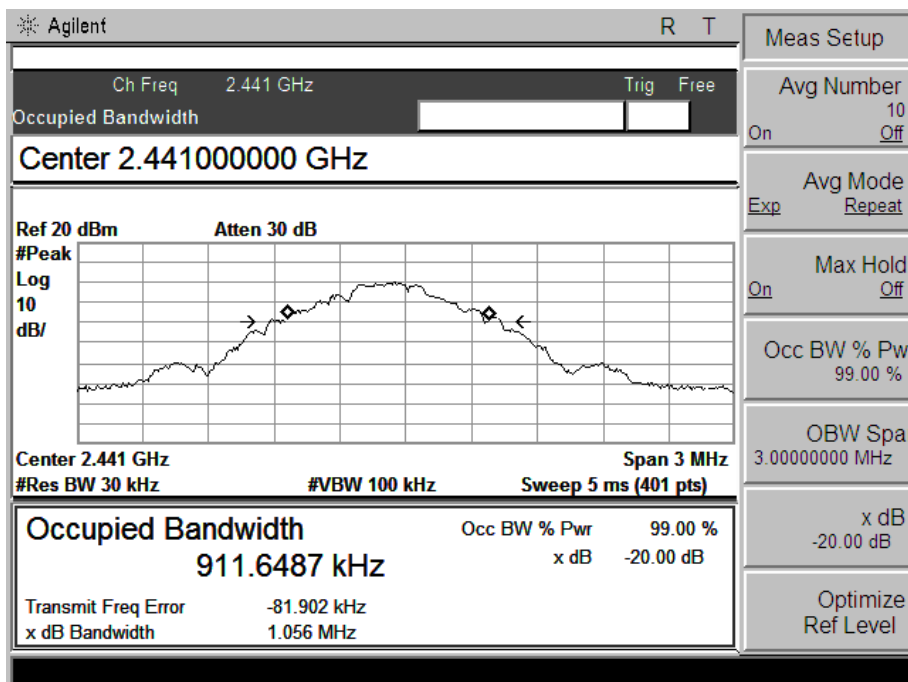 Agilent R T
Ch Freq 2.441 GHz Trig Free
Occupied Bandwidth
Center 2.441000000 GHz
Ref 20 dBm Atten 30 dB
#Peak
Log
10
dB/
Center 2.441 GHz Span 3 MHz
#Res BW 30 kHz #VBW 100 kHz Sweep 5 ms (401 pts)
Occupied Bandwidth Occ BW % Pwr 99.00 %
911.6487 kHz x dB -20.00 dB
Transmit Freq Error -81.902 kHz
x dB Bandwidth 1.056 MHz
Meas Setup
Avg Number
10
On Off
Avg Mode
Exp Repeat
Max Hold
On Off
Occ BW % Pw
99.00 %
OBW Spa
3.00000000 MHz
x dB
-20.00 dB
Optimize
Ref Level